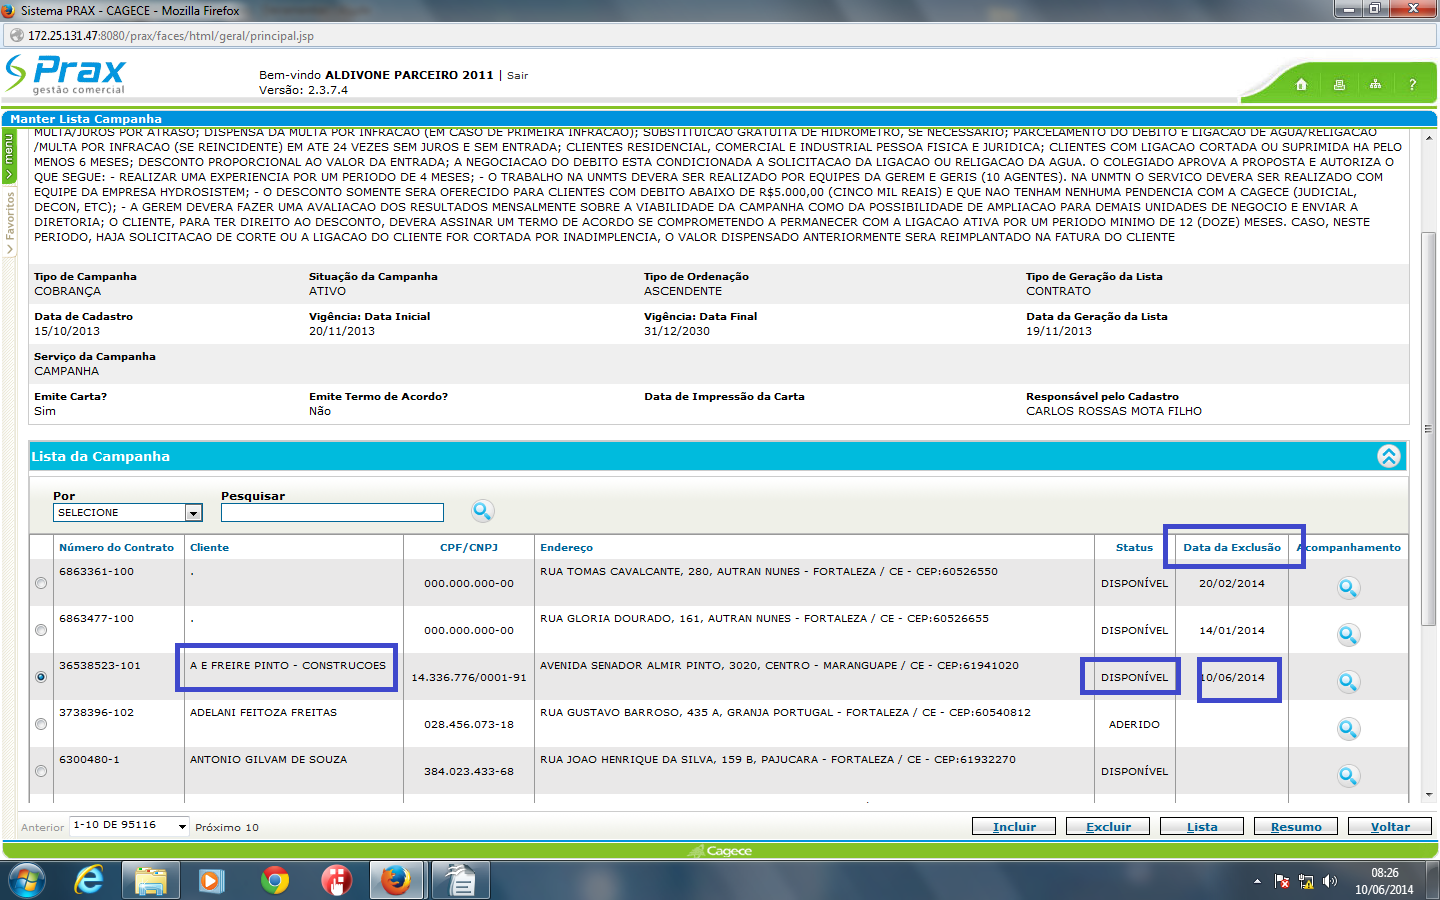 Sistema PRAX - CAGECE - Mozilla Firefox
172.25.131.47:8080/prax/faces/html/geral/principal.jsp
Prax
gestão comercial
Bem-vindo ALDIVONE PARCEIRO 2011 | Sair
Versão: 2.3.7.4
?
Manter Lista Campanha
menu
Favoritos
MULTA/JUROS POR ATRASO; DISPENSA DA MULTA POR INFRACAO (EM CASO DE PRIMEIRA INFRACAO); SUBSTITUICAO GRATUITA DE HIDROMETRO, SE NECESSARIO; PARCELAMENTO DO DEBITO E LIGACAO DE AGUA/RELIGACAO
/MULTA POR INFRACAO (SE REINCIDENTE) EM ATE 24 VEZES SEM JUROS E SEM ENTRADA; CLIENTES RESIDENCIAL, COMERCIAL E INDUSTRIAL PESSOA FISICA E JURIDICA; CLIENTES COM LIGACAO CORTADA OU SUPRIMIDA HA PELO
MENOS 6 MESES; DESCONTO PROPORCIONAL AO VALOR DA ENTRADA; A NEGOCIACAO DO DEBITO ESTA CONDICIONADA A SOLICITACAO DA LIGACAO OU RELIGACAO DA AGUA. O COLEGIADO APROVA A PROPOSTA E AUTORIZA O
QUE SEGUE: - REALIZAR UMA EXPERIENCIA POR UM PERIODO DE 4 MESES; - O TRABALHO NA UNMTS DEVERA SER REALIZADO POR EQUIPES DA GEREM E GERIS (10 AGENTES). NA UNMTN O SERVICO DEVERA SER REALIZADO COM
EQUIPE DA EMPRESA HYDROSISTEM; - O DESCONTO SOMENTE SERA OFERECIDO PARA CLIENTES COM DEBITO ABAIXO DE R$5.000,00 (CINCO MIL REAIS) E QUE NAO TENHAM NENHUMA PENDENCIA COM A CAGECE (JUDICIAL,
DECON, ETC); - A GEREM DEVERA FAZER UMA AVALIACAO DOS RESULTADOS MENSALMENTE SOBRE A VIABILIDADE DA CAMPANHA COMO DA POSSIBILIDADE DE AMPLIACAO PARA DEMAIS UNIDADES DE NEGOCIO E ENVIAR A
DIRETORIA; O CLIENTE, PARA TER DIREITO AO DESCONTO, DEVERA ASSINAR UM TERMO DE ACORDO SE COMPROMETENDO A PERMANECER COM A LIGACAO ATIVA POR UM PERIODO MINIMO DE 12 (DOZE) MESES. CASO, NESTE
PERIODO, HAJA SOLICITACAO DE CORTE OU A LIGACAO DO CLIENTE FOR CORTADA POR INADIMPLENCIA, O VALOR DISPENSADO ANTERIORMENTE SERA REIMPLANTADO NA FATURA DO CLIENTE
Tipo de Campanha Situação da Campanha Tipo de Ordenação Tipo de Geração da Lista
COBRANÇA ATIVO ASCENDENTE CONTRATO
Data de Cadastro Vigência: Data Inicial Vigência: Data Final Data da Geração da Lista
15/10/2013 20/11/2013 31/12/2030 19/11/2013
Serviço da Campanha
CAMPANHA
Emite Carta? Emite Termo de Acordo? Data de Impressão da Carta Responsável pelo Cadastro
Sim Não CARLOS ROSSAS MOTA FILHO
Lista da Campanha
Por Pesquisar
SELECIONE
Número do Contrato Cliente CPF/CNPJ Endereço Status Data da Exclusão Acompanhamento
6863361-100 . 000.000.000-00 RUA TOMAS CAVALCANTE, 280, AUTRAN NUNES - FORTALEZA / CE - CEP:60526550 DISPONÍVEL 20/02/2014
6863477-100 . 000.000.000-00 RUA GLORIA DOURADO, 161, AUTRAN NUNES - FORTALEZA / CE - CEP:60526655 DISPONÍVEL 14/01/2014
36538523-101 A E FREIRE PINTO - CONSTRUCOES 14.336.776/0001-91 AVENIDA SENADOR ALMIR PINTO, 3020, CENTRO - MARANGUAPE / CE - CEP:61941020 DISPONÍVEL 10/06/2014
3738396-102 ADELANI FEITOZA FREITAS 028.456.073-18 RUA GUSTAVO BARROSO, 435 A, GRANJA PORTUGAL - FORTALEZA / CE - CEP:60540812 ADERIDO
6300480-1 ANTONIO GILVAM DE SOUZA 384.023.433-68 RUA JOAO HENRIQUE DA SILVA, 159 B, PAJUCARA - FORTALEZA / CE - CEP:61932270 DISPONÍVEL
Anterior 1-10 DE 95116 Próximo 10 Incluir Excluir Lista Resumo Voltar
Cagece
08:26
10/06/2014